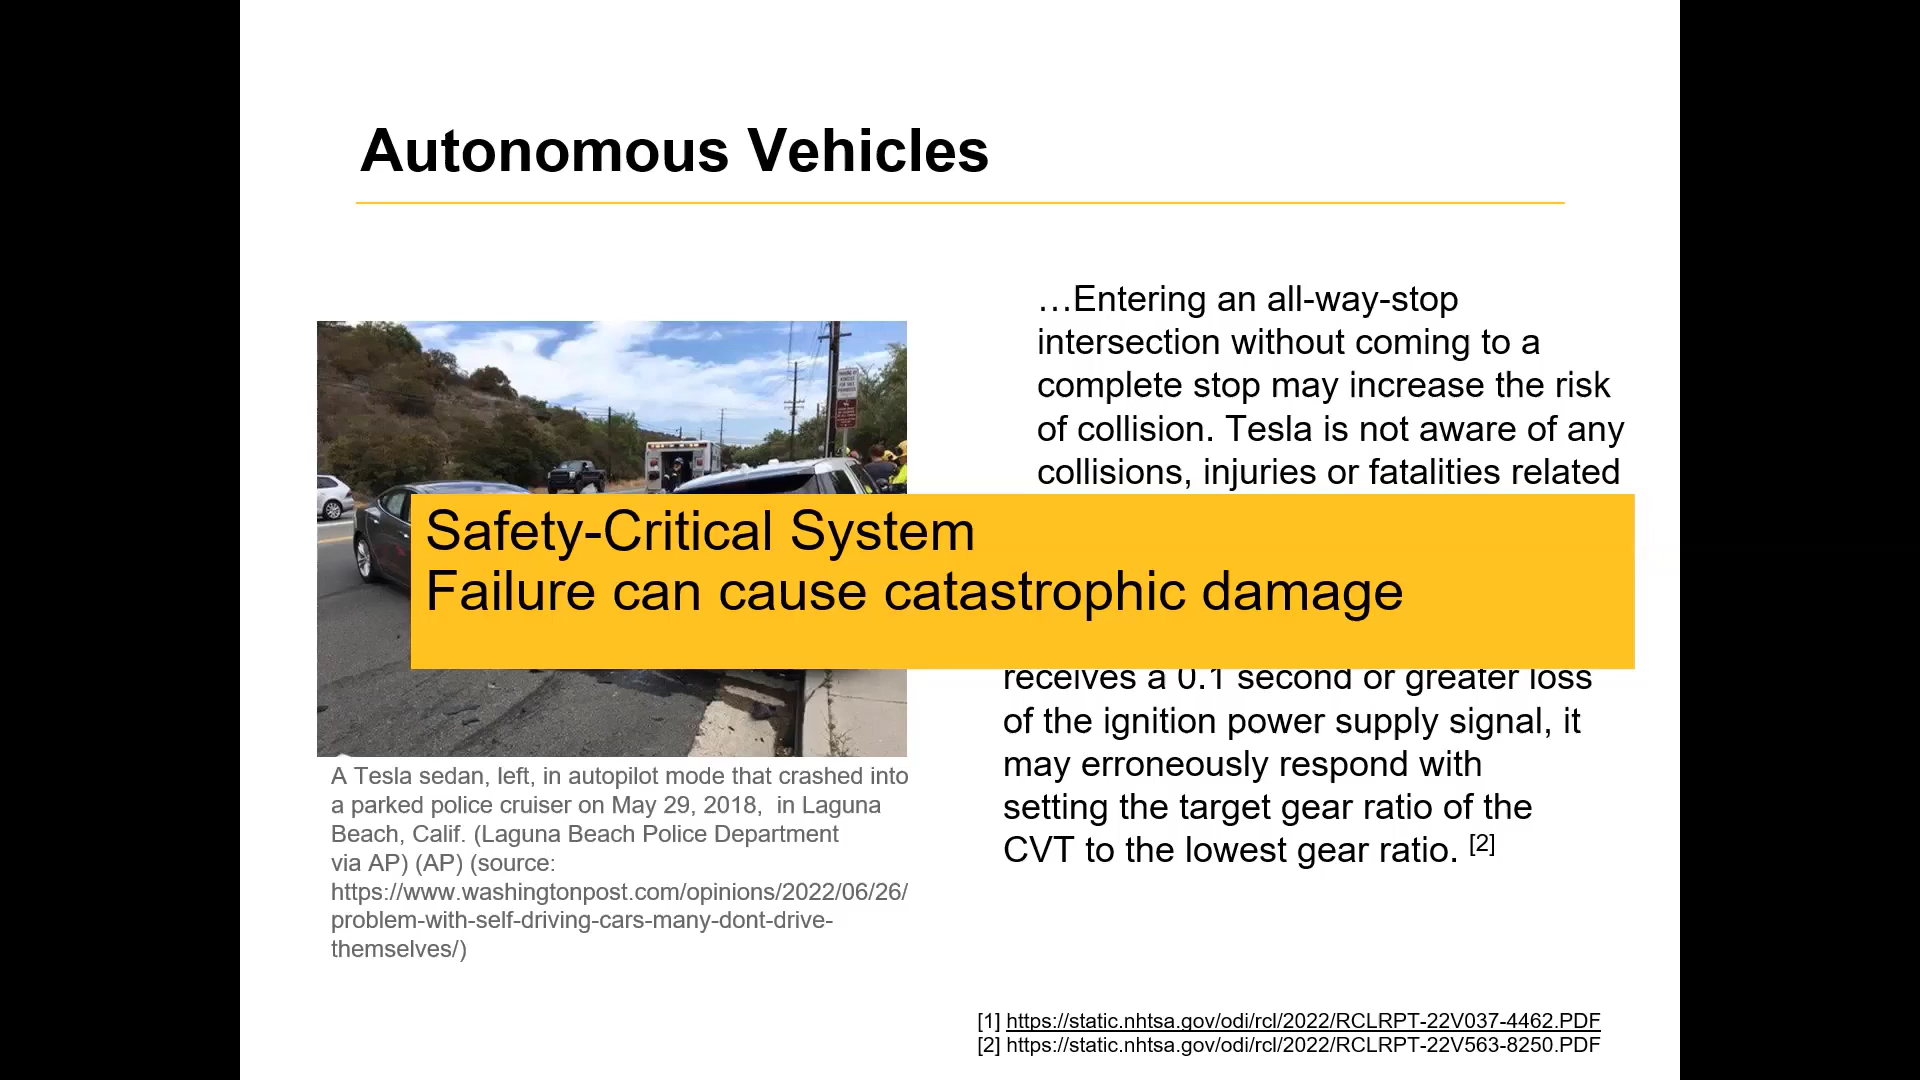 Autonomous Vehicles
…Entering an all-way-stop
intersection without coming to a
complete stop may increase the risk
of collision. Tesla is not aware of any
collisions, injuries or fatalities related
Safety-Critical System
Failure can cause catastrophic damage
receives a 0.1 second or greater loss
of the ignition power supply signal, it
may erroneously respond with
setting the target gear ratio of the
CVT to the lowest gear ratio. [2]
A Tesla sedan, left, in autopilot mode that crashed into
a parked police cruiser on May 29, 2018, in Laguna
Beach, Calif. (Laguna Beach Police Department
via AP) (AP) (source:
https://www.washingtonpost.com/opinions/2022/06/26/
problem-with-self-driving-cars-many-dont-drive-
themselves/)
[1] https://static.nhtsa.gov/odi/rcl/2022/RCLRPT-22V037-4462.PDF
[2] https://static.nhtsa.gov/odi/rcl/2022/RCLRPT-22V563-8250.PDF